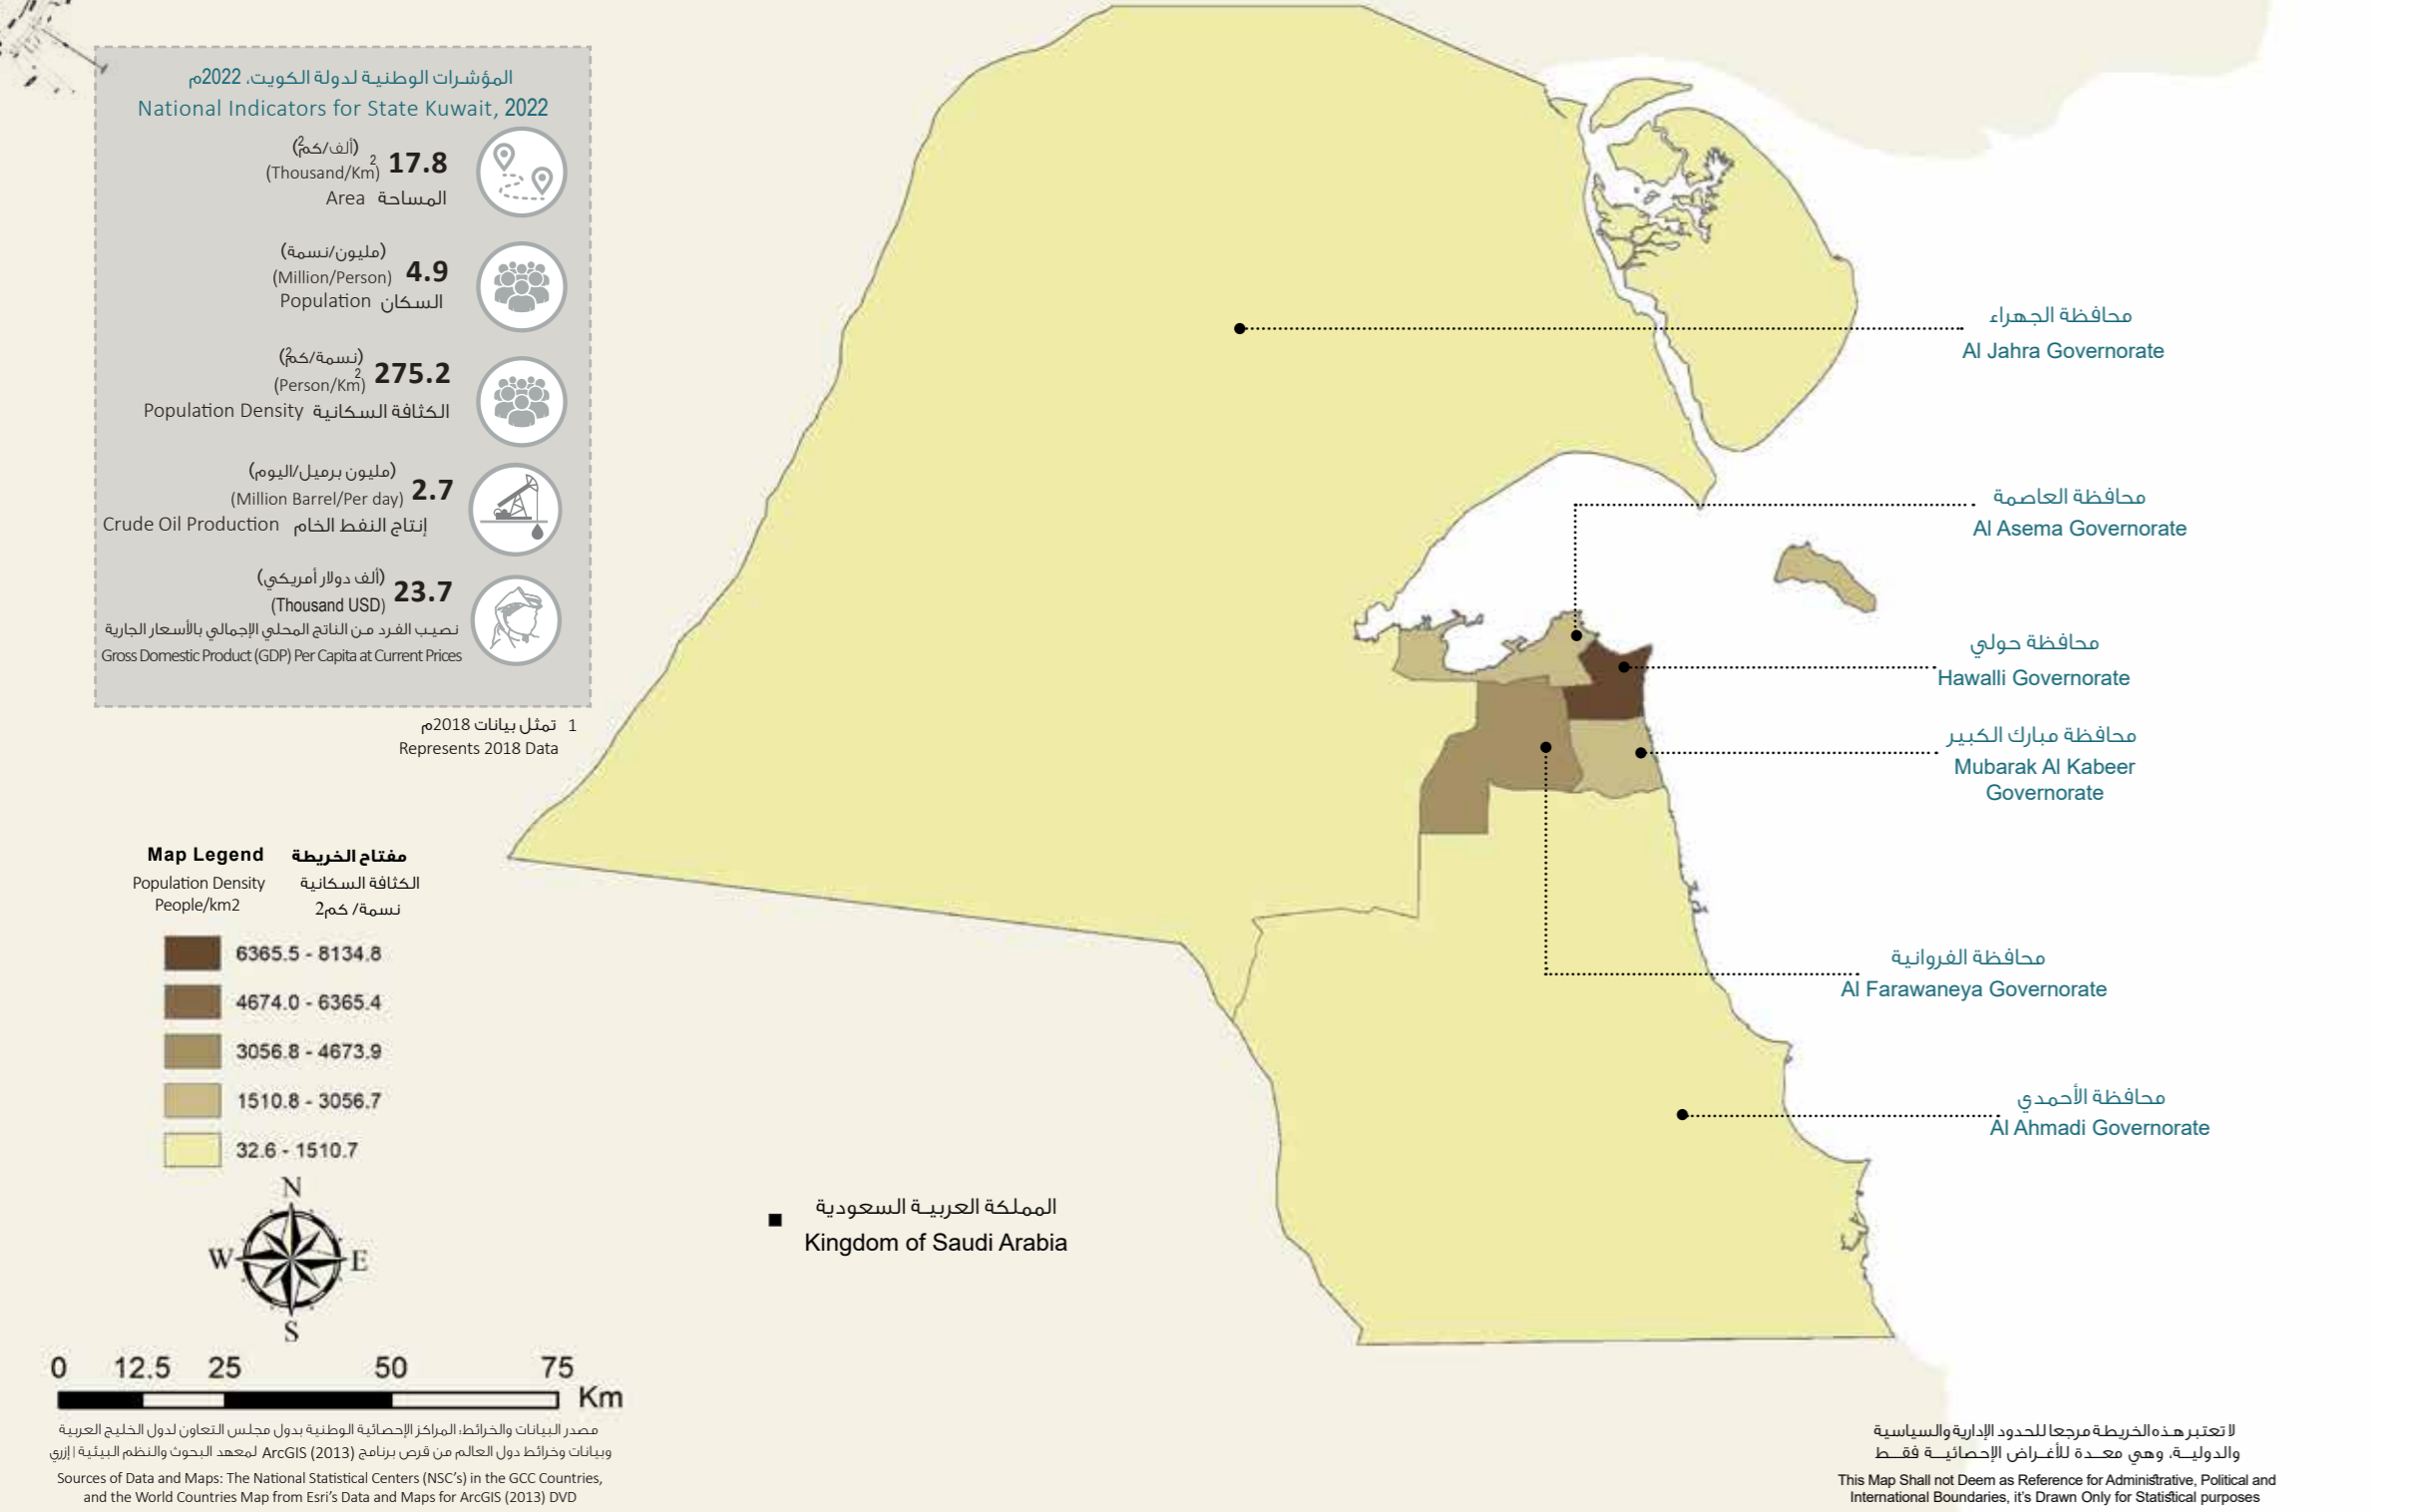 المؤشرات الوطنية لدولة الكويت، 2022م
National Indicators for State Kuwait, 2022
(ألف/كم2)
(Thousand/Km2) 17.8
Area المساحة
(مليون/نسمة)
(Million/Person) 4.9
Population السكان
(نسمة/كم2)
(Person/Km2) 275.2
Population Density الكثافة السكانية
(مليون برميل/اليوم)
(Million Barrel/Per day) 2.7
Crude Oil Production إنتاج النفط الخام
(ألف دولار أمريكي)
(Thousand USD) 23.7
نصيب الفرد من الناتج المحلي الإجمالي بالأسعار الجارية
Gross Domestic Product (GDP) Per Capita at Current Prices
1 تمثل بيانات 2018م
Represents 2018 Data
محافظة الجهراء
Al Jahra Governorate
محافظة العاصمة
Al Asema Governorate
محافظة حولي
Hawalli Governorate
محافظة مبارك الكبير
Mubarak Al Kabeer
Governorate
محافظة الفروانية
Al Farawaneya Governorate
محافظة الأحمدي
Al Ahmadi Governorate
المملكة العربية السعودية
Kingdom of Saudi Arabia
Map Legend مفتاح الخريطة
Population Density الكثافة السكانية
People/km2 نسمة/ كم2
6365.5 - 8134.8
4674.0 - 6365.4
3056.8 - 4673.9
1510.8 - 3056.7
32.6 - 1510.7
N
W E
S
0 12.5 25 50 75
Km
مصدر البيانات والخرائط: المراكز الإحصائية الوطنية بدول مجلس التعاون لدول الخليج العربية
وبيانات وخرائط دول العالم من قرص برنامج ArcGIS (2013) لمعهد البحوث والنظم البيئية | إزري
Sources of Data and Maps: The National Statistical Centers (NSC's) in the GCC Countries,
and the World Countries Map from Esri's Data and Maps for ArcGIS (2013) DVD
لا تعتبر هذه الخريطة مرجعا للحدود الإدارية والسياسية
والدولية، وهي معدة للأغراض الإحصائية فقط
This Map Shall not Deem as Reference for Administrative, Political and
International Boundaries, it's Drawn Only for Statistical purposes